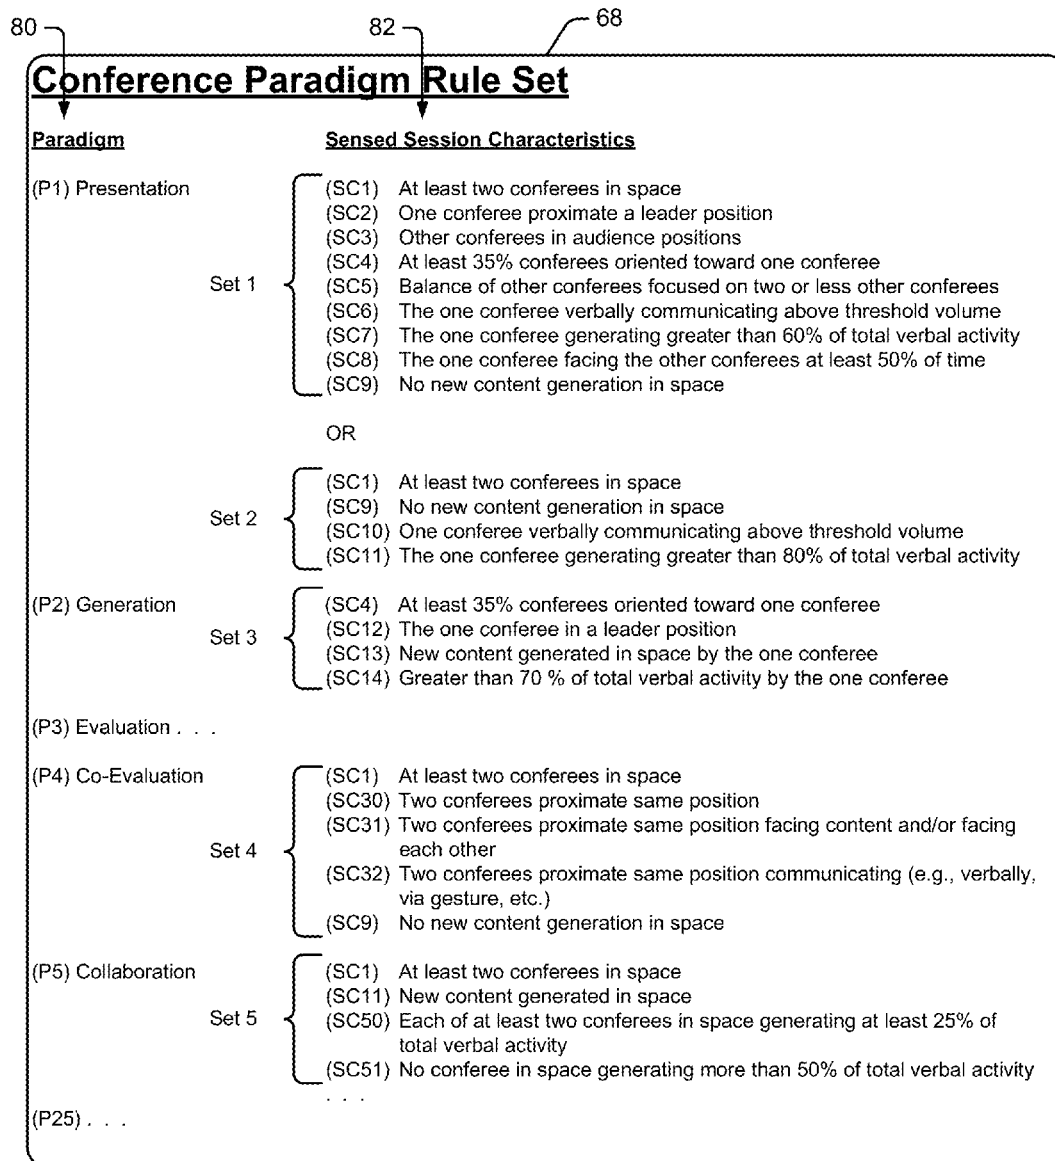 80 82 68
Conference Paradigm Rule Set
Paradigm Sensed Session Characteristics
(P1) Presentation (SC1) At least two conferees in space
(SC2) One conferee proximate a leader position
(SC3) Other conferees in audience positions
(SC4) At least 35% conferees oriented toward one conferee
Set 1 (SC5) Balance of other conferees focused on two or less other conferees
(SC6) The one conferee verbally communicating above threshold volume
(SC7) The one conferee generating greater than 60% of total verbal activity
(SC8) The one conferee facing the other conferees at least 50% of time
(SC9) No new content generation in space
OR
(SC1) At least two conferees in space
(SC9) No new content generation in space
Set 2
(SC10) One conferee verbally communicating above threshold volume
(SC11) The one conferee generating greater than 80% of total verbal activity
(P2) Generation (SC4) At least 35% conferees oriented toward one conferee
(SC12) The one conferee in a leader position
Set 3
(SC13) New content generated in space by the one conferee
(SC14) Greater than 70 % of total verbal activity by the one conferee
(P3) Evaluation . . .
(P4) Co-Evaluation (SC1) At least two conferees in space
(SC30) Two conferees proximate same position
(SC31) Two conferees proximate same position facing content and/or facing
Set 4 each other
(SC32) Two conferees proximate same position communicating (e.g., verbally,
via gesture, etc.)
(SC9) No new content generation in space
(P5) Collaboration (SC1) At least two conferees in space
(SC11) New content generated in space
Set 5 (SC50) Each of at least two conferees in space generating at least 25% of
total verbal activity
(SC51) No conferee in space generating more than 50% of total verbal activity
. . .
(P25) . . .